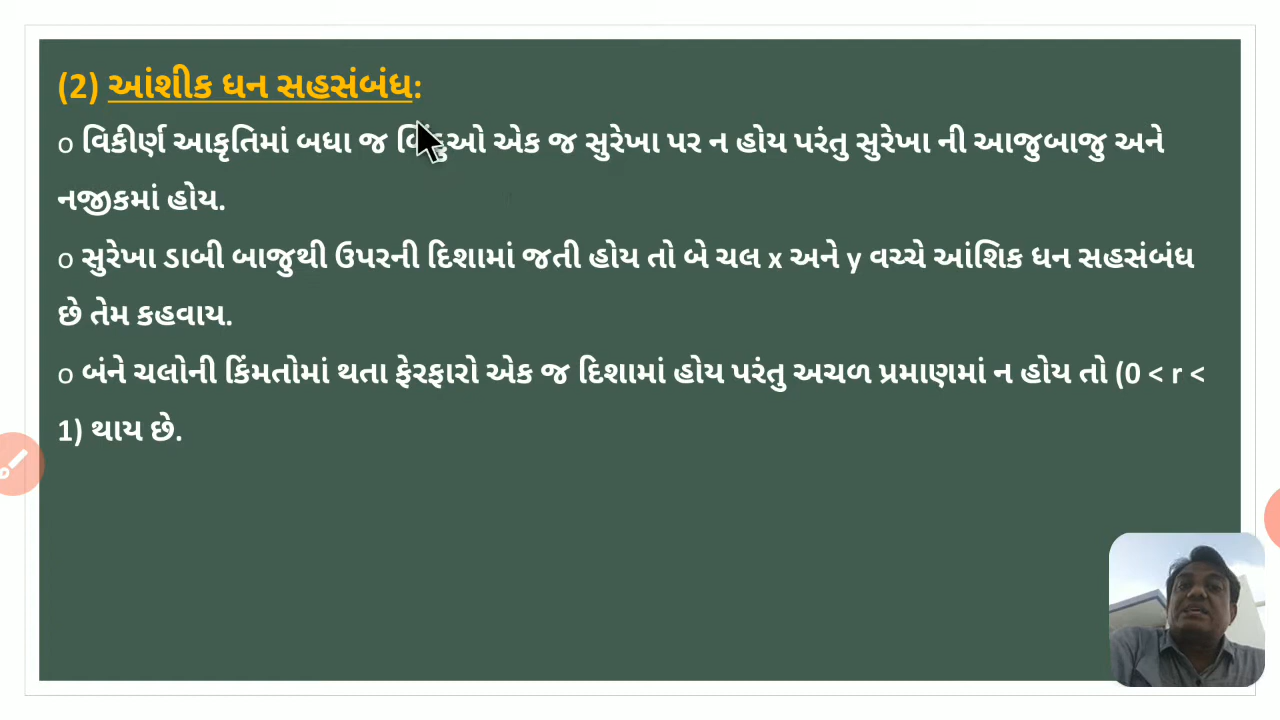 (2) આંશીક ધન સહસંબંધ:
o વિકીર્ણ આકૃતિમાં બધા જ બિંદુઓ એક જ સુરેખા પર ન હોય પરંતુ સુરેખા ની આજુબાજુ અને
નજીકમાં હોય.
o સુરેખા ડાબી બાજુથી ઉપરની દિશામાં જતી હોય તો બે ચલ x અને y વચ્ચે આંશિક ધન સહસંબંધ
છે તેમ કહવાય.
o બંને ચલોની કિંમતોમાં થતા ફેરફારો એક જ દિશામાં હોય પરંતુ અચળ પ્રમાણમાં ન હોય તો (0 < r <
1) થાય છે.